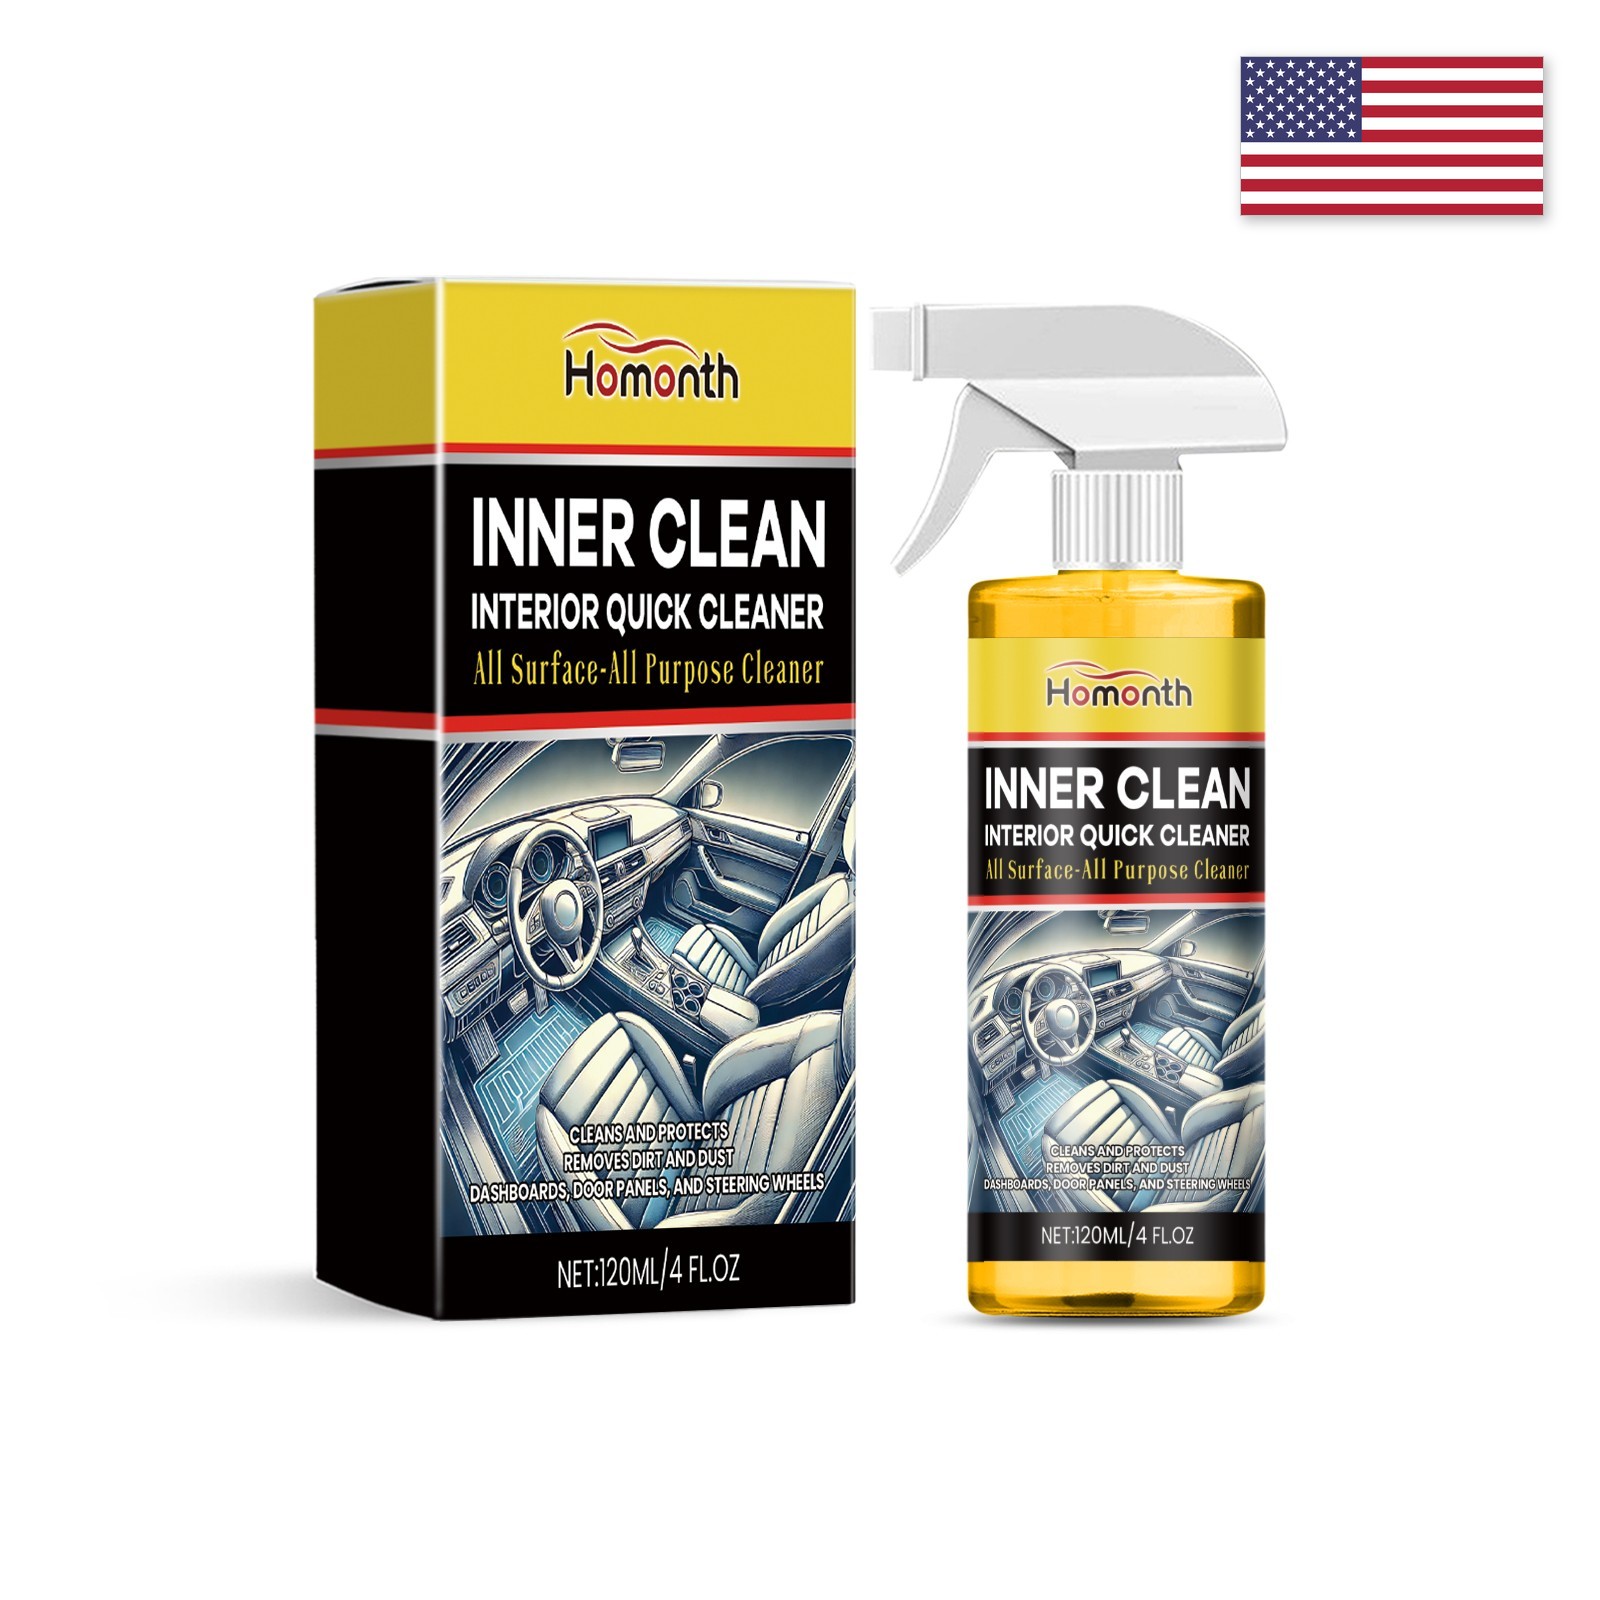 Homonth
INNER CLEAN
INTERIOR QUICK CLEANER
All Surface-All Purpose Cleaner
CLEANS AND PROTECTS
REMOVES DIRT AND DUST
DASHBOARDS, DOOR PANELS, AND STEERING WHEELS
NET:120ML/4 FL.OZ
Homonth
INNER CLEAN
INTERIOR QUICK CLEANER
All Surface-All Purpose Cleaner
CLEANS AND PROTECTS
REMOVES DIRT AND DUST
DASHBOARDS, DOOR PANELS, AND STEERING WHEELS
NET:120ML/4 FL.OZ